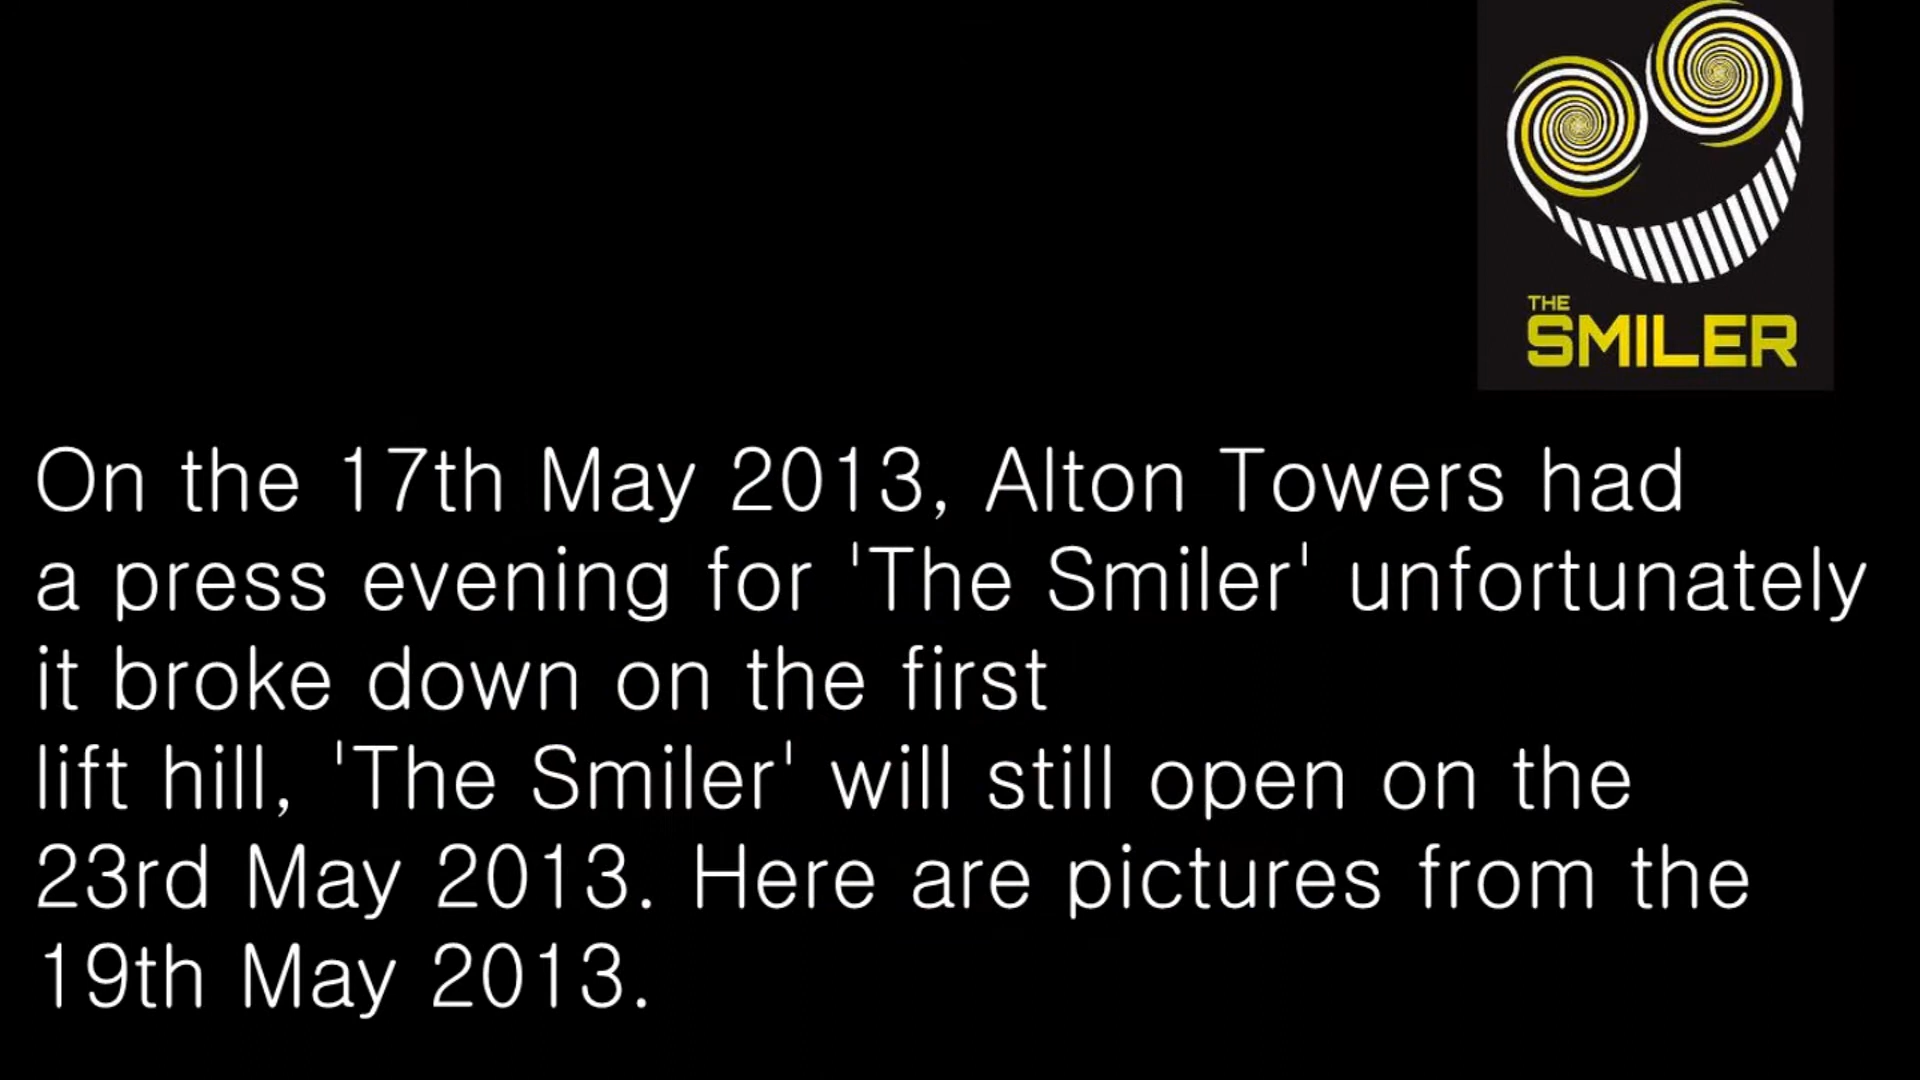 THE
SMILER
On the 17th May 2013, Alton Towers had
a press evening for 'The Smiler' unfortunately
it broke down on the first
lift hill, 'The Smiler' will still open on the
23rd May 2013. Here are pictures from the
19th May 2013.